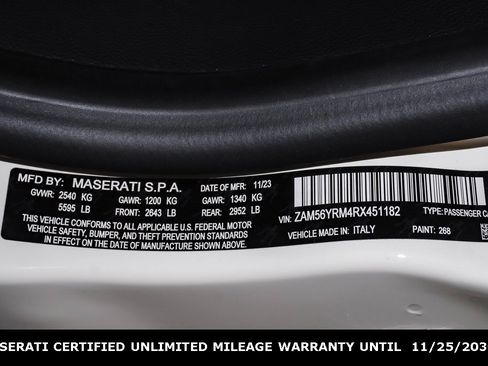 MFD BY: MASERATI S.P.A. DATE OF MFD: 11/23
GVWR: 2540 KG GAWR: 1200 KG GAWR: 1340 KG
5595 LB FRONT: 2643 LB REAR: 2952 LB
THIS VEHICLE CONFORMS TO ALL APPLICABLE U.S. FEDERAL MOTOR
VEHICLE SAFETY, BUMPER, AND THEFT PREVENTION STANDARDS
IN EFFECT ON THE DATE OF MANUFACTURE SHOWN ABOVE.
VIN: ZAM56YRM4RX451182 TYPE: PASSENGER CA
VEHICLE MADE IN: ITALY PAINT: 268
SERATI CERTIFIED UNLIMITED MILEAGE WARRANTY UNTIL 11/25/203